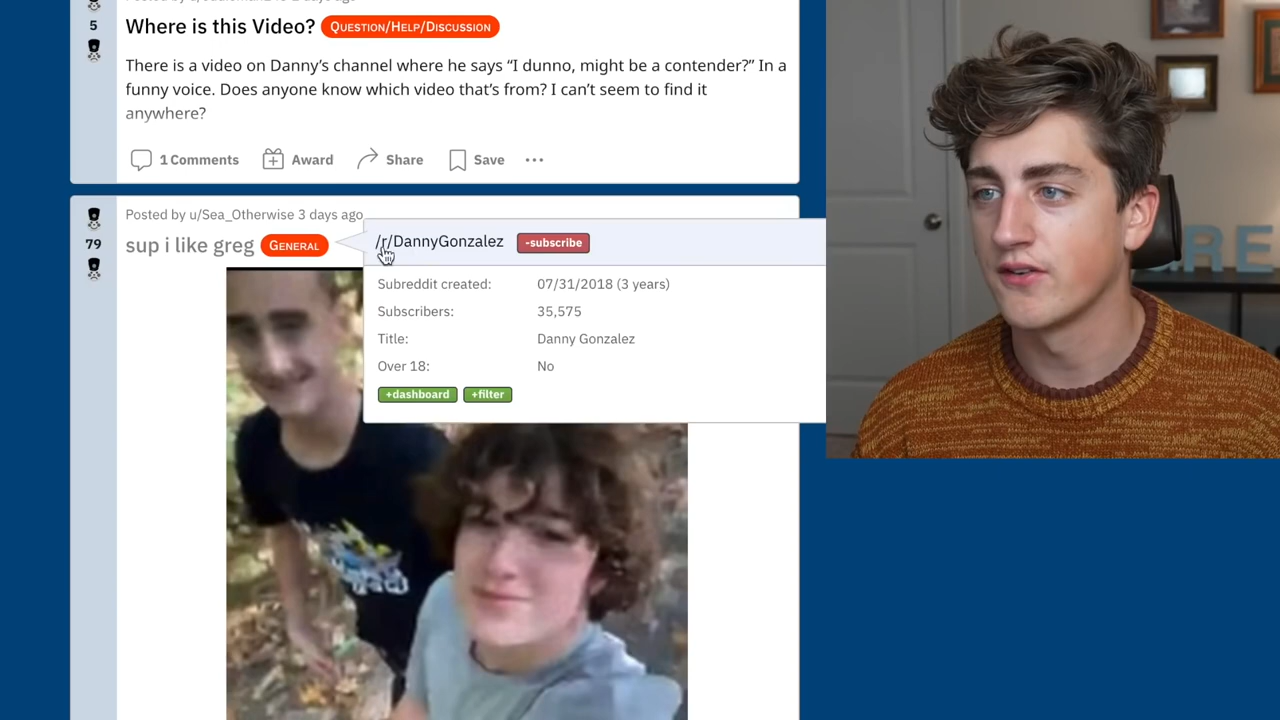 5
Where is this Video? QUESTION/HELP/DISCUSSION
There is a video on Danny's channel where he says “I dunno, might be a contender?” In a
funny voice. Does anyone know which video that's from? I can't seem to find it
anywhere?
1 Comments Award Share Save ...
Posted by u/Sea_Otherwise 3 days ago
79
sup i like greg GENERAL
/r/DannyGonzalez -subscribe
Subreddit created: 07/31/2018 (3 years)
Subscribers: 35,575
Title: Danny Gonzalez
Over 18: No
+dashboard +filter
RE